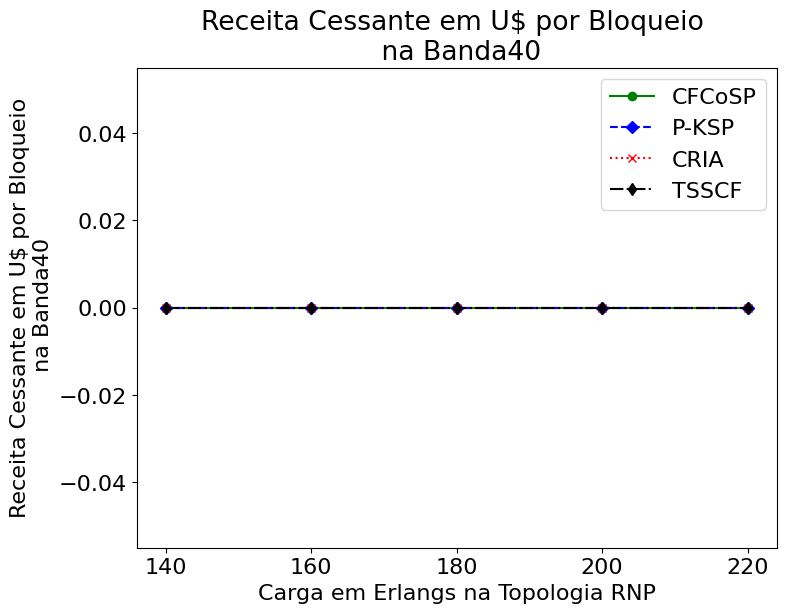 Receita Cessante em U$ por Bloqueio
na Banda40
Receita Cessante em U$ por Bloqueio
na Banda40
0.04
0.02
0.00
−0.02
−0.04
CFCoSP
P-KSP
CRIA
TSSCF
140 160 180 200 220
Carga em Erlangs na Topologia RNP